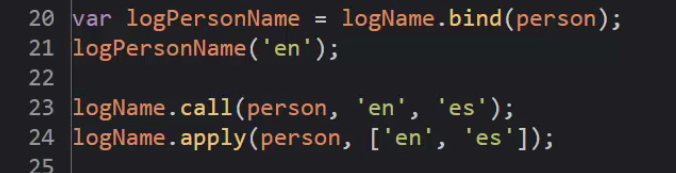 20 var logPersonName = logName.bind(person);
21 logPersonName('en');
22
23 logName.call(person, 'en', 'es');
24 logName.apply(person, ['en', 'es']);
25